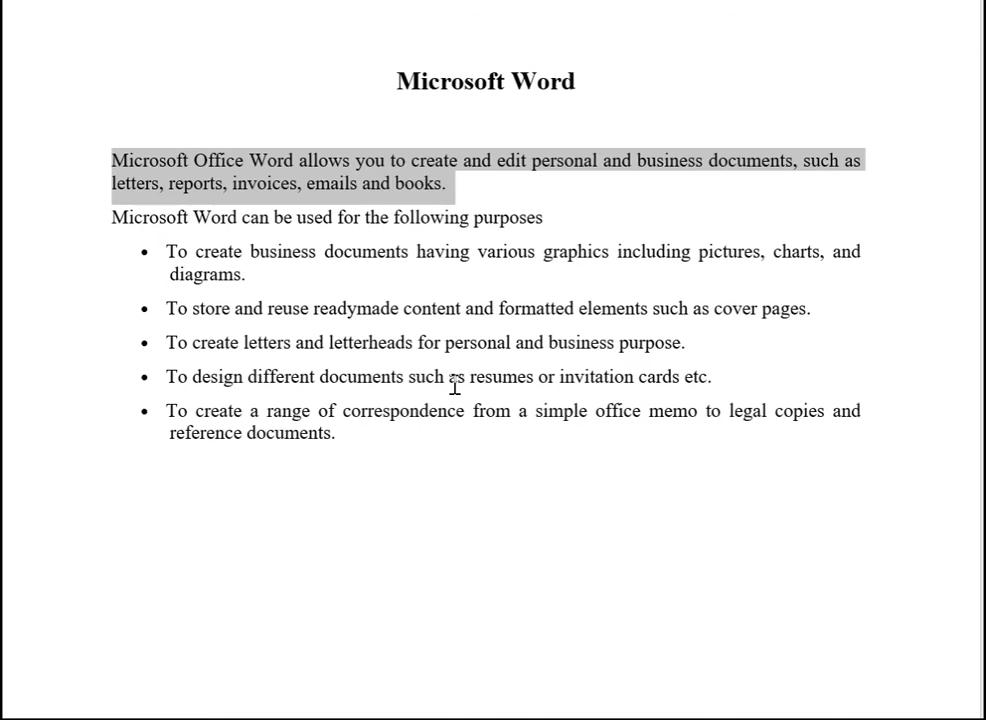 Microsoft Word
Microsoft Office Word allows you to create and edit personal and business documents, such as
letters, reports, invoices, emails and books.
Microsoft Word can be used for the following purposes
• To create business documents having various graphics including pictures, charts, and
diagrams.
• To store and reuse readymade content and formatted elements such as cover pages.
• To create letters and letterheads for personal and business purpose.
• To design different documents such as resumes or invitation cards etc.
• To create a range of correspondence from a simple office memo to legal copies and
reference documents.